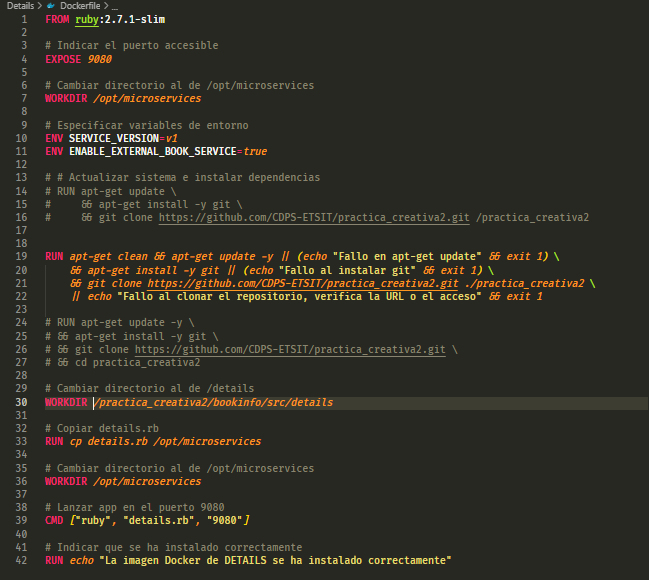 Details > Dockerfile > ...
1 FROM ruby:2.7.1-slim
2
3 # Indicar el puerto accesible
4 EXPOSE 9080
5
6 # Cambiar directorio al de /opt/microservices
7 WORKDIR /opt/microservices
8
9 # Especificar variables de entorno
10 ENV SERVICE_VERSION=v1
11 ENV ENABLE_EXTERNAL_BOOK_SERVICE=true
12
13 # # Actualizar sistema e instalar dependencias
14 # RUN apt-get update \
15 #     && apt-get install -y git \
16 #     && git clone https://github.com/CDPS-ETSIT/practica_creativa2.git /practica_creativa2
17
18
19 RUN apt-get clean && apt-get update -y || (echo "Fallo en apt-get update" && exit 1) \
20     && apt-get install -y git || (echo "Fallo al instalar git" && exit 1) \
21     && git clone https://github.com/CDPS-ETSIT/practica_creativa2.git ./practica_creativa2 \
22     || echo "Fallo al clonar el repositorio, verifica la URL o el acceso" && exit 1
23
24 # RUN apt-get update -y \
25 # && apt-get install -y git \
26 # && git clone https://github.com/CDPS-ETSIT/practica_creativa2.git \
27 # && cd practica_creativa2
28
29 # Cambiar directorio al de /details
30 WORKDIR /practica_creativa2/bookinfo/src/details
31
32 # Copiar details.rb
33 RUN cp details.rb /opt/microservices
34
35 # Cambiar directorio al de /opt/microservices
36 WORKDIR /opt/microservices
37
38 # Lanzar app en el puerto 9080
39 CMD ["ruby", "details.rb", "9080"]
40
41 # Indicar que se ha instalado correctamente
42 RUN echo "La imagen Docker de DETAILS se ha instalado correctamente"